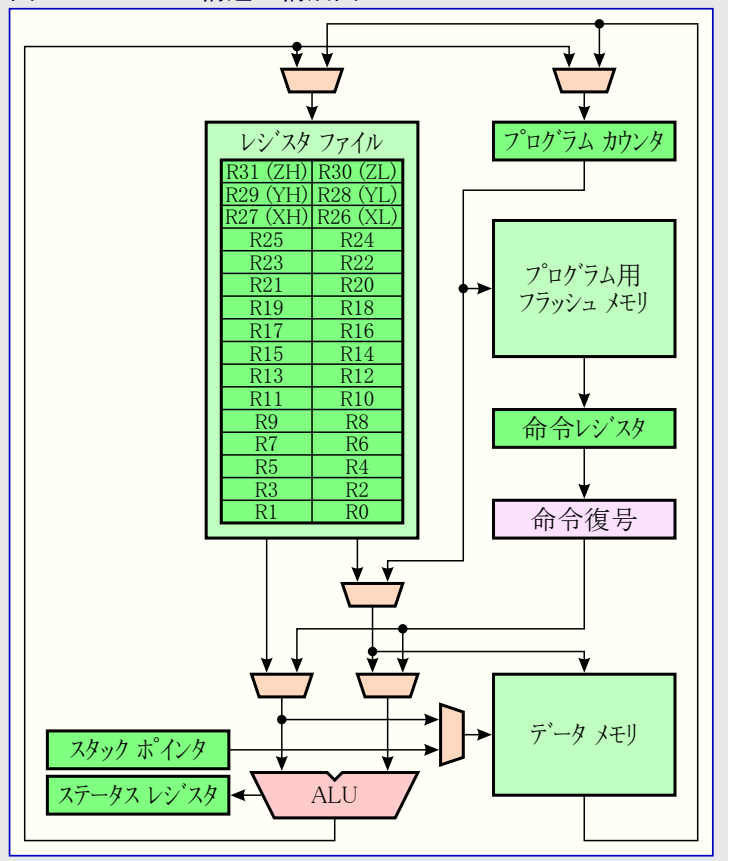 レジスタ ファイル
R31 (ZH) R30 (ZL)
R29 (YH) R28 (YL)
R27 (XH) R26 (XL)
R25 R24
R23 R22
R21 R20
R19 R18
R17 R16
R15 R14
R13 R12
R11 R10
R9 R8
R7 R6
R5 R4
R3 R2
R1 R0
プログラム カウンタ
プログラム用
フラッシュ メモリ
命令レジスタ
命令復号
データ メモリ
スタック ポインタ
ステータス レジスタ
ALU